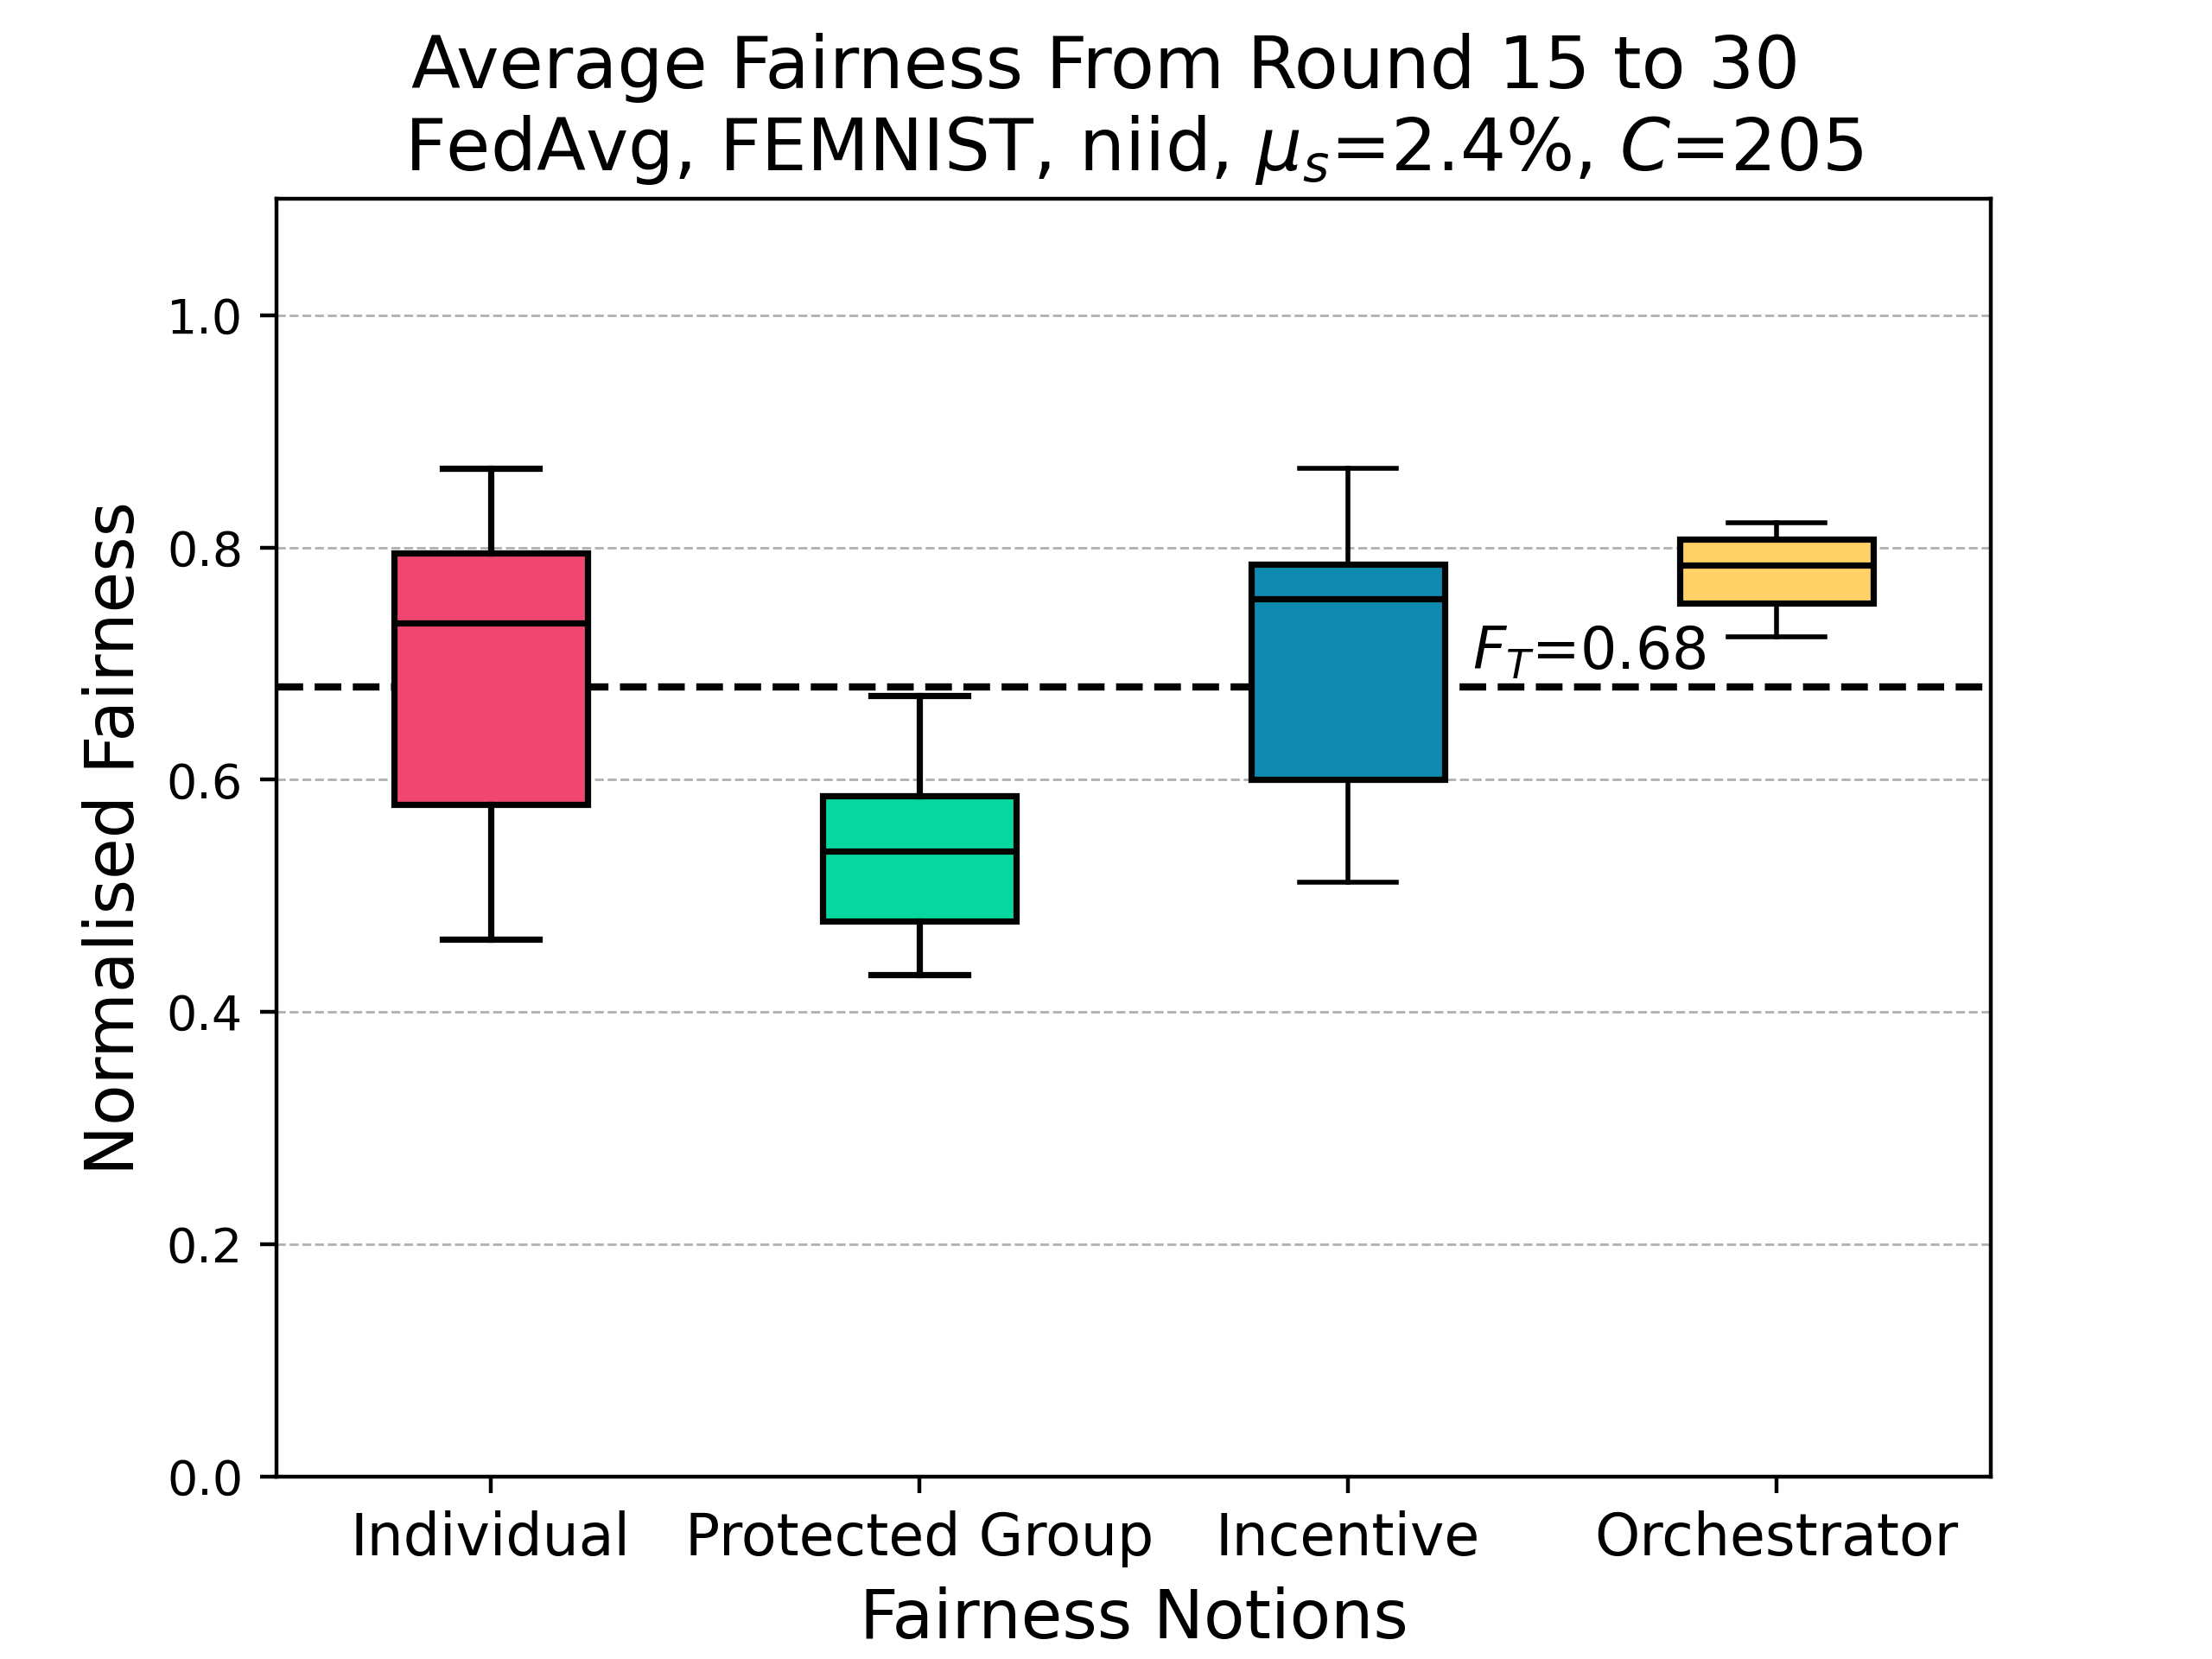 Average Fairness From Round 15 to 30
FedAvg, FEMNIST, niid, μₛ=2.4%, C=205
Normalised Fairness
1.0
0.8
0.6
0.4
0.2
0.0
F_T=0.68
Individual Protected Group Incentive Orchestrator
Fairness Notions